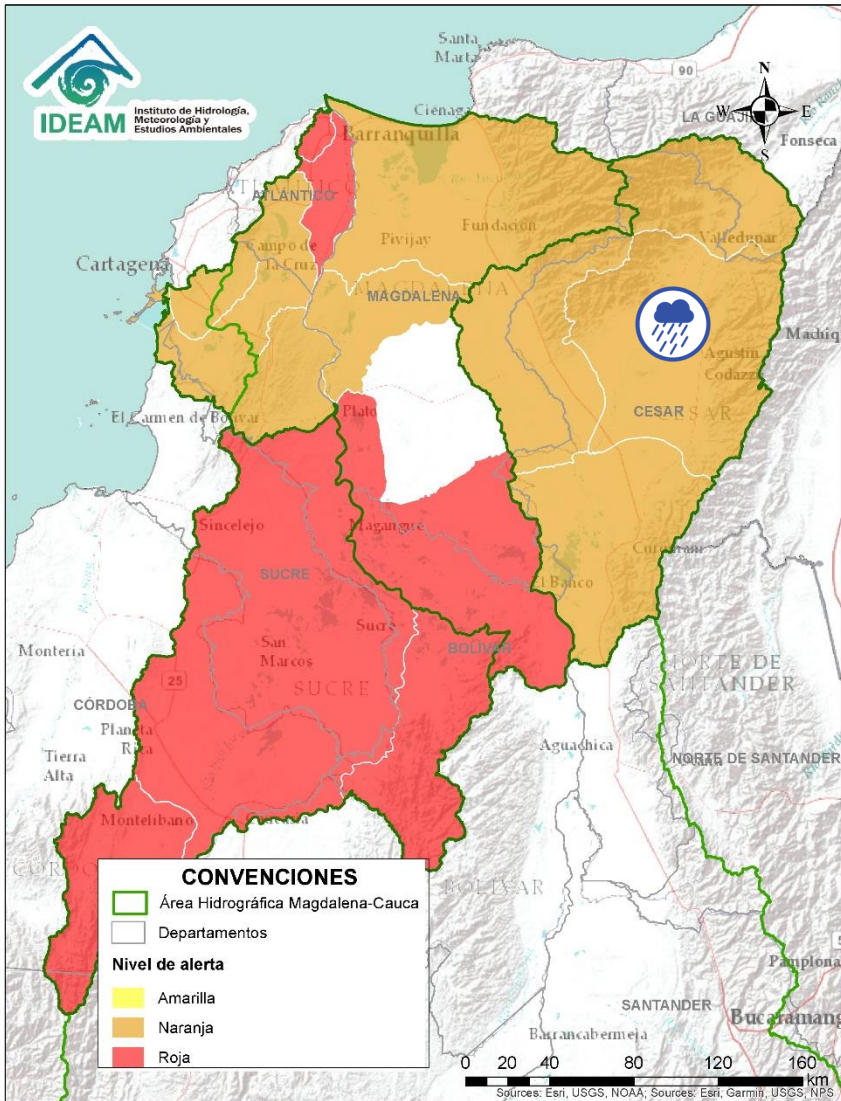 IDEAM
Instituto de Hidrología,
Meteorología y
Estudios Ambientales
Santa
Marta
90
N
W
E
S
Ciénaga
LA GUAJI
Fonseca
Barranquilla
ATLÁNTICO
Fundación
Valledupar
Campo de
la Cruz
Pivijay
Cartagena
MAGDALENA
MAGDALENA
Machiq
Agustín
Codazzi
CESAR
El Carmen de Bolívar
Plato
Sincelejo
Magangué
SUCRE
El Banco
Sucre
San
Marcos
BOLÍVAR
Montería
SUCRE
NORTE DE
SANTANDER
25
CÓRDOBA
Planeta
Rica
Tierra
Alta
Aguachica
NORTE DE SANTANDER
Montelíbano
BOLÍVAR
CONVENCIONES
Área Hidrográfica Magdalena-Cauca
Departamentos
Nivel de alerta
Amarilla
Naranja
Roja
Pamplona
SANTANDER
Bucaramang
Barrancabermeja
0 20 40 80 120 160
km
Sources: Esri, USGS, NOAA; Sources: Esri, Garmin, USGS, NPS